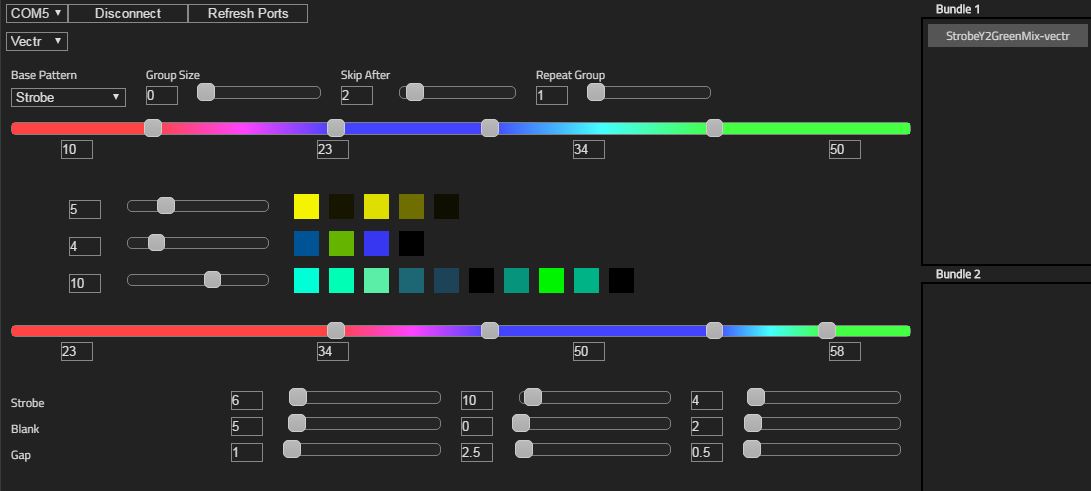 COM5 Disconnect Refresh Ports
Bundle 1
Vectr
StrobeY2GreenMix-vectr
Base Pattern Group Size Skip After Repeat Group
Strobe 0 2 1
10 23 34 50
5
4
10
Bundle 2
23 34 50 58
Strobe 6 10 4
Blank 5 0 2
Gap 1 2.5 0.5